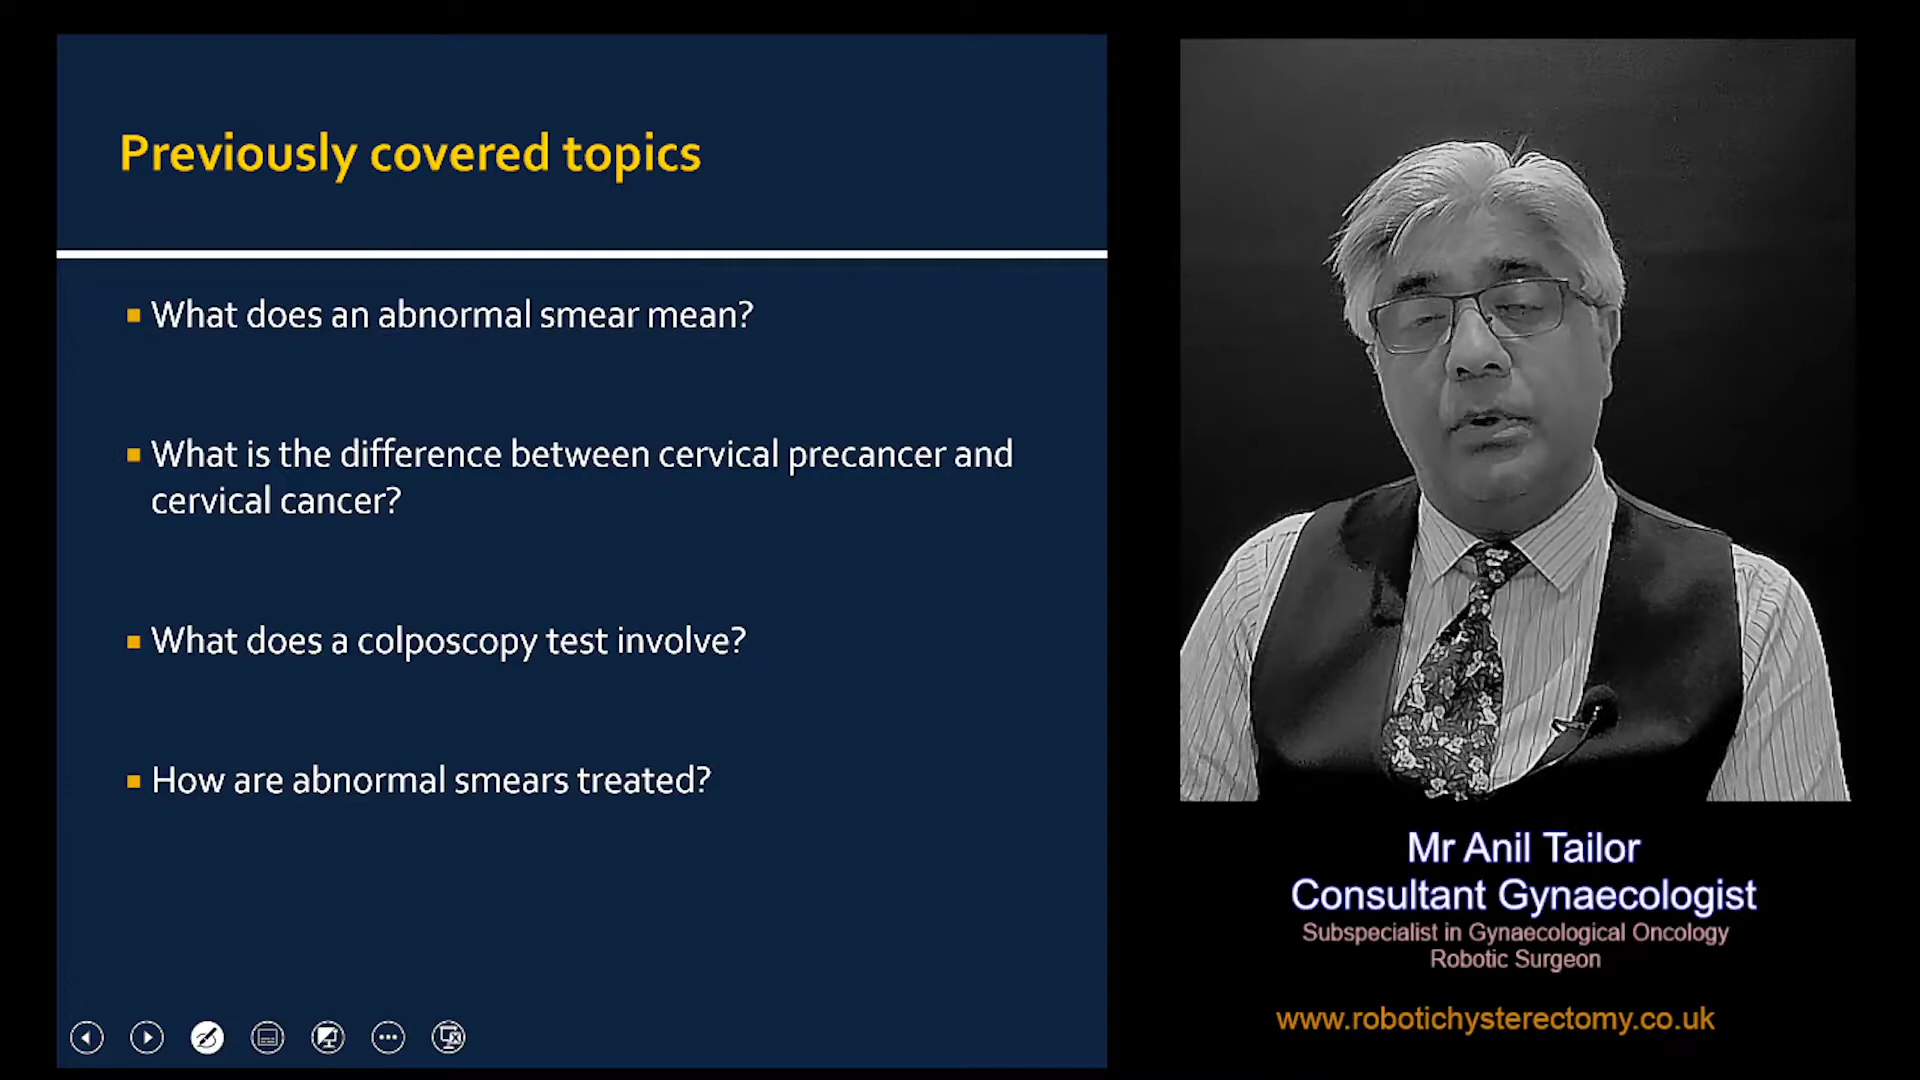 Previously covered topics
What does an abnormal smear mean?
What is the difference between cervical precancer and
cervical cancer?
What does a colposcopy test involve?
How are abnormal smears treated?
Mr Anil Tailor
Consultant Gynaecologist
Subspecialist in Gynaecological Oncology
Robotic Surgeon
www.robotichysterectomy.co.uk